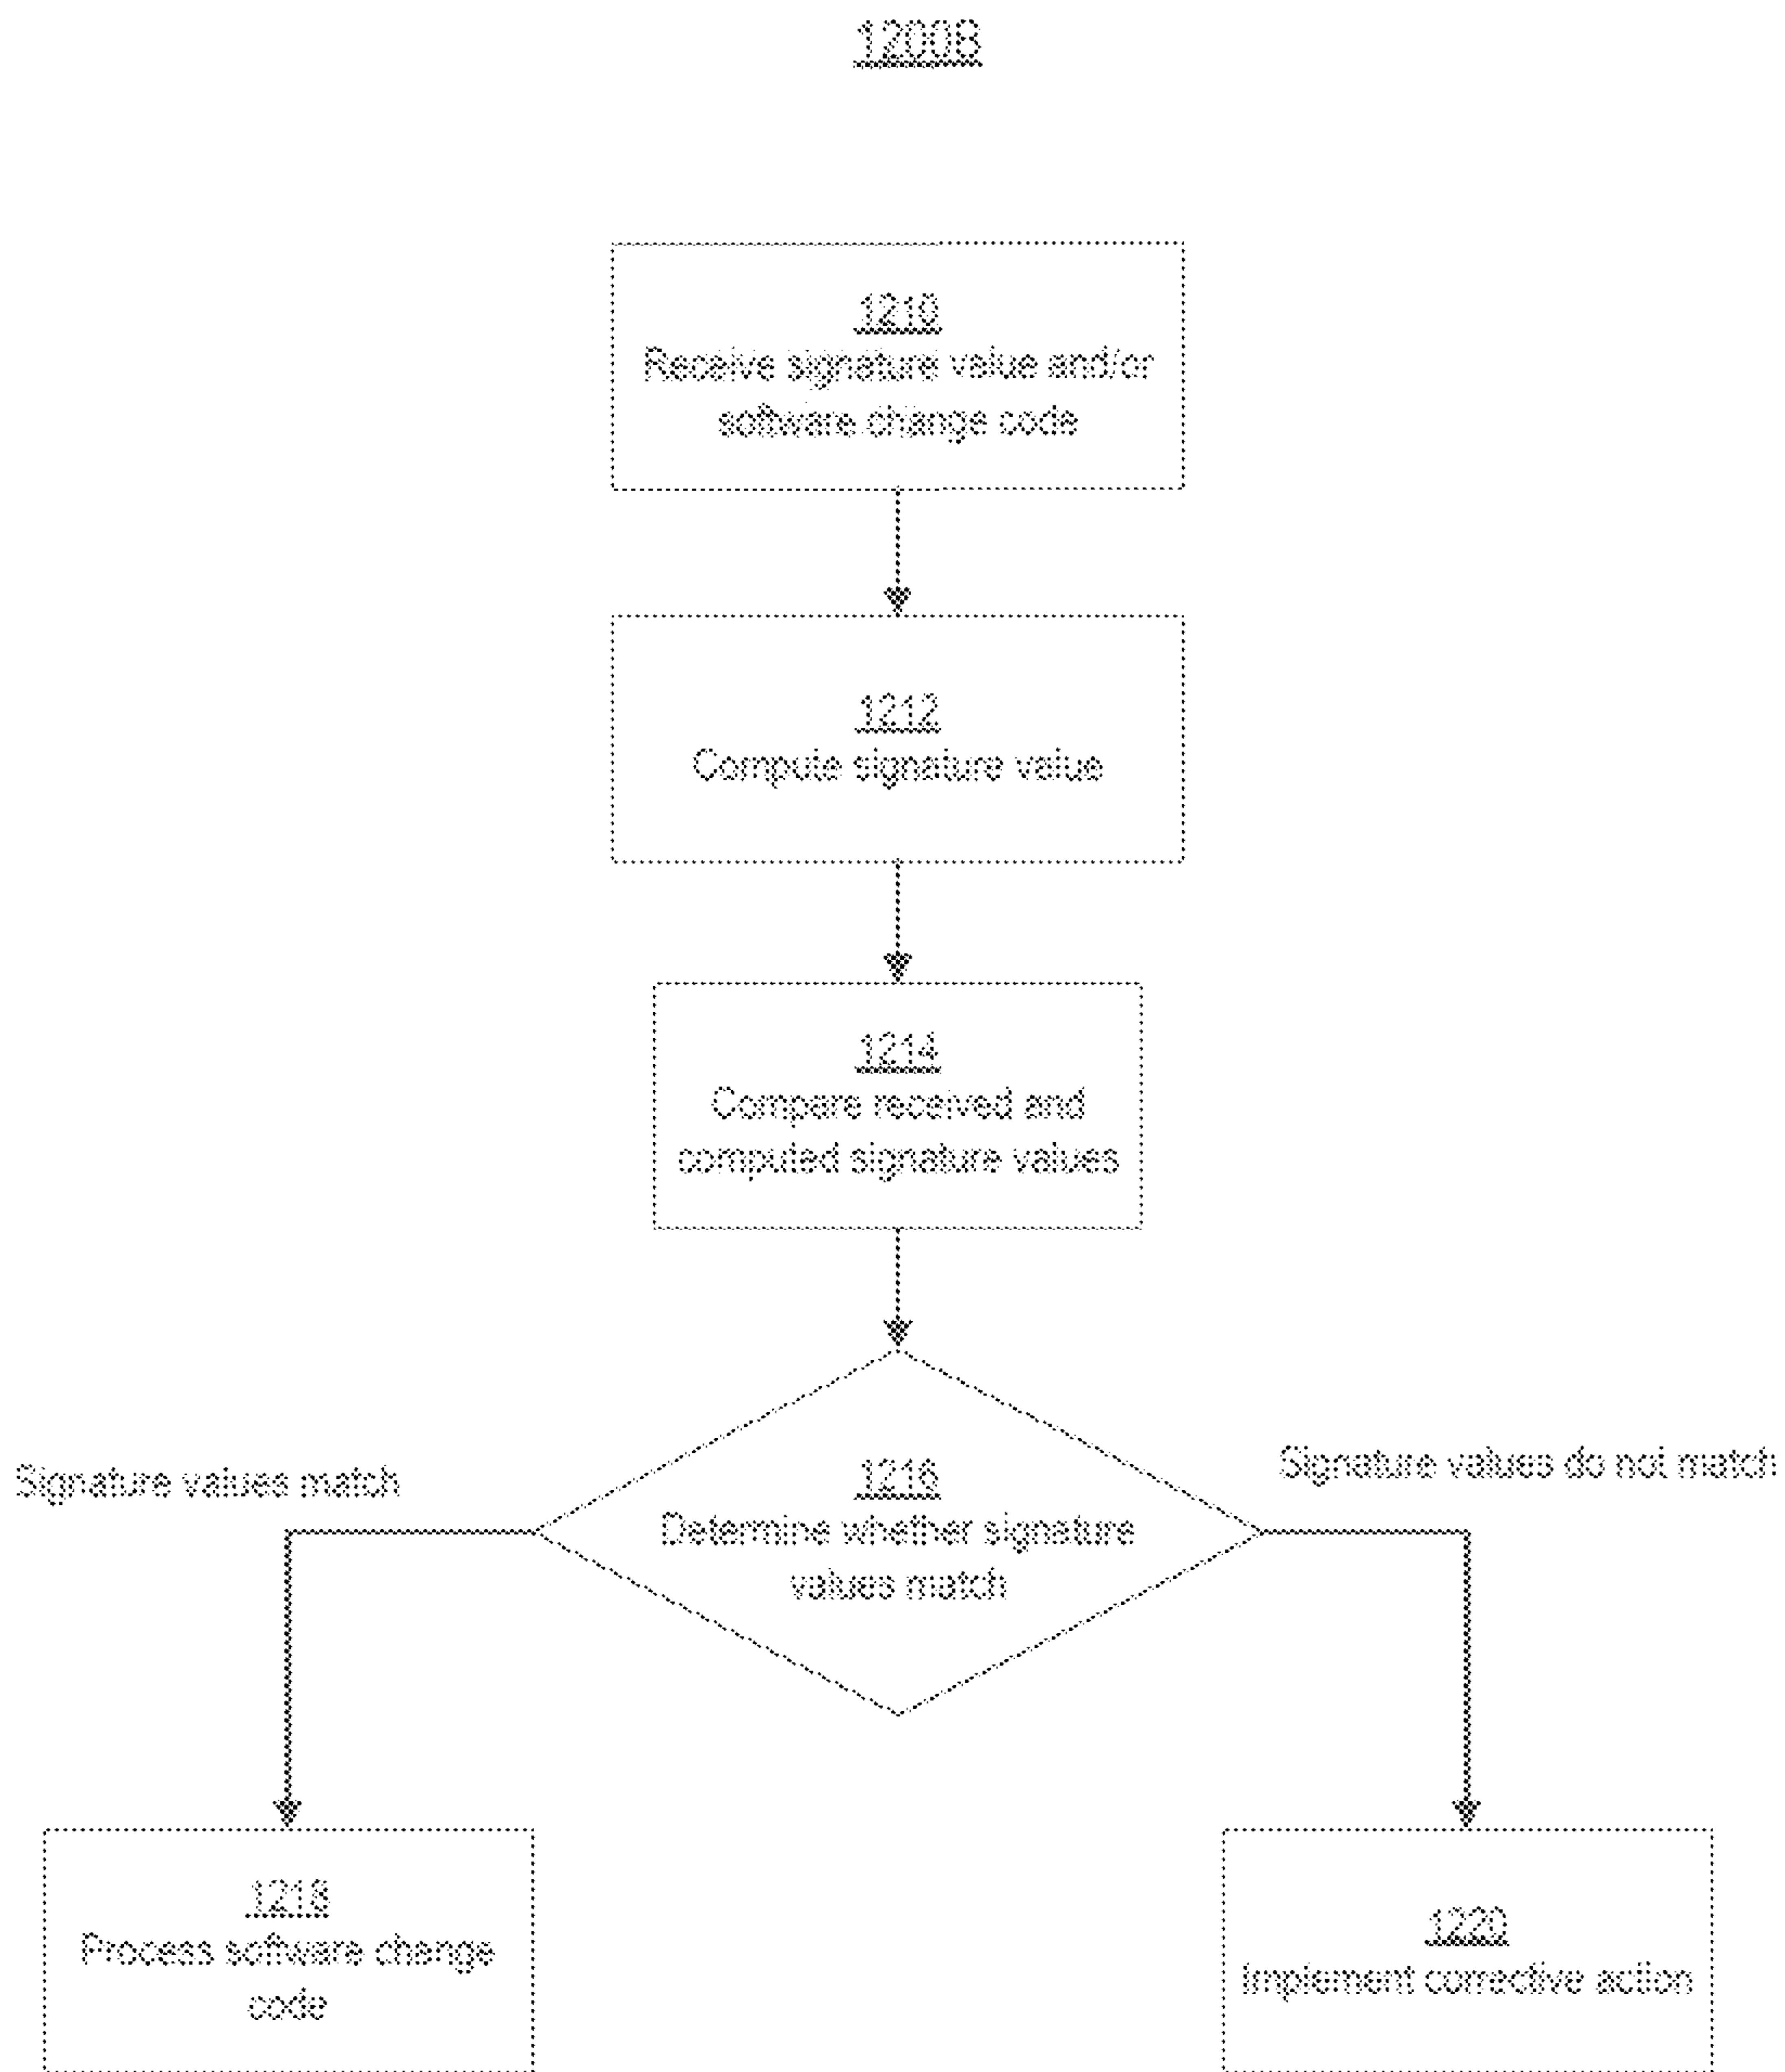 1200B
1210
Receive signature value and/or
software change code
1212
Compute signature value
1214
Compare received and
computed signature values
Signature values match
Signature values do not match
1216
Determine whether signature
values match
1218
Process software change
code
1220
Implement corrective action